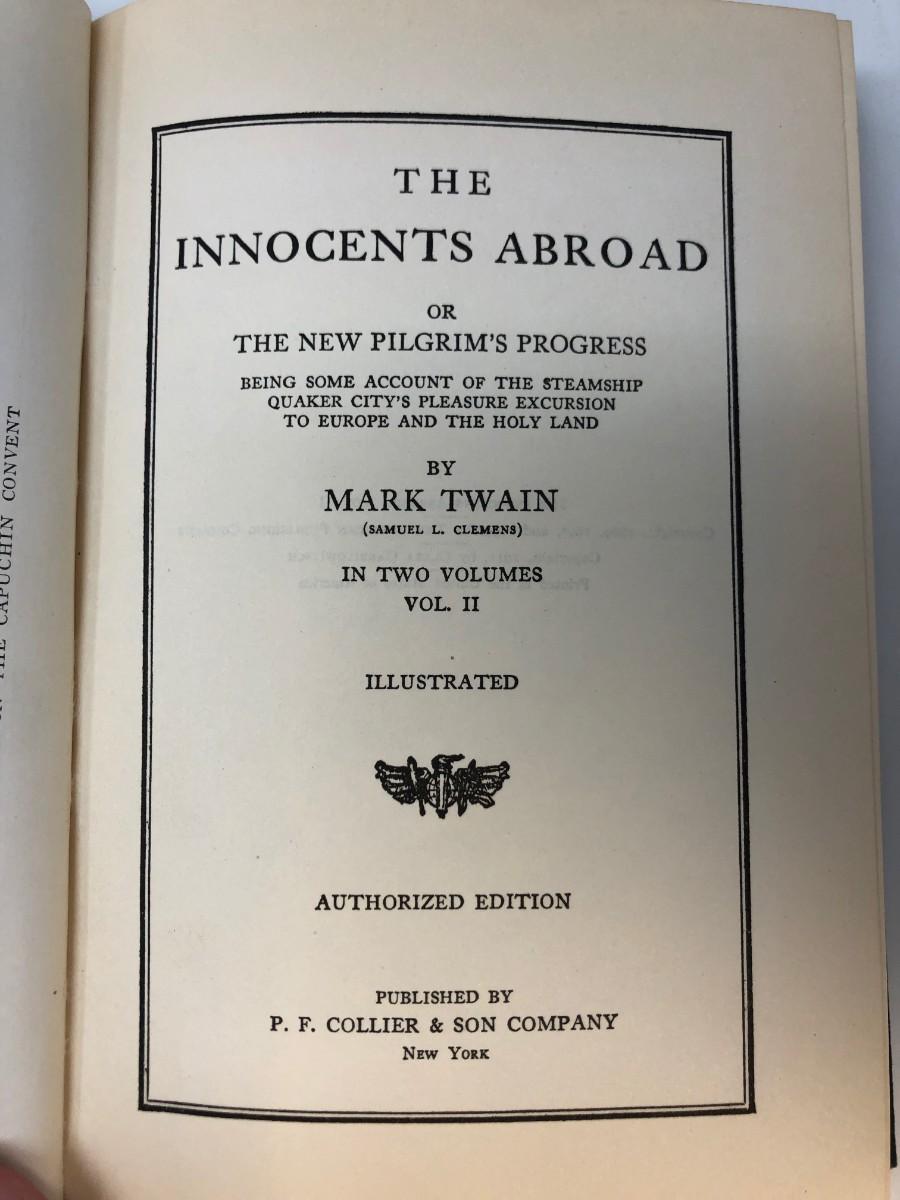 THE
INNOCENTS ABROAD
OR
THE NEW PILGRIM'S PROGRESS
BEING SOME ACCOUNT OF THE STEAMSHIP
QUAKER CITY'S PLEASURE EXCURSION
TO EUROPE AND THE HOLY LAND
BY
MARK TWAIN
(SAMUEL L. CLEMENS)
IN TWO VOLUMES
VOL. II
ILLUSTRATED
AUTHORIZED EDITION
PUBLISHED BY
P. F. COLLIER & SON COMPANY
NEW YORK
THE CAPUCHIN CONVENT